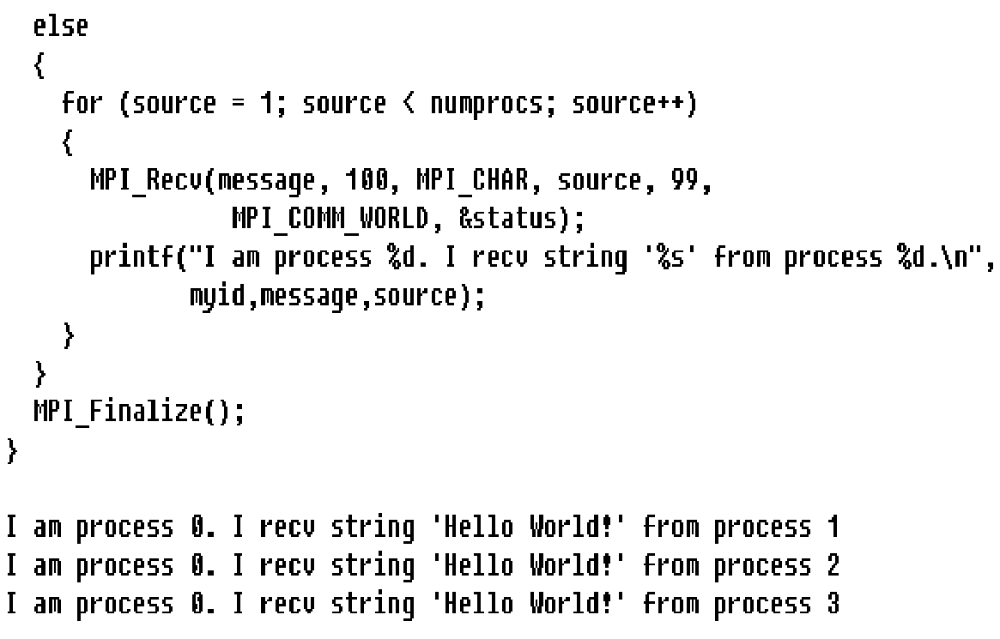 else
{
for (source = 1; source < numprocs; source++)
{
MPI_Recv(message, 100, MPI_CHAR, source, 99,
MPI_COMM_WORLD, &status);
printf("I am process %d. I recv string '%s' from process %d.\n",
myid,message,source);
}
}
MPI_Finalize();
}
I am process 0. I recv string 'Hello World!' from process 1
I am process 0. I recv string 'Hello World!' from process 2
I am process 0. I recv string 'Hello World!' from process 3